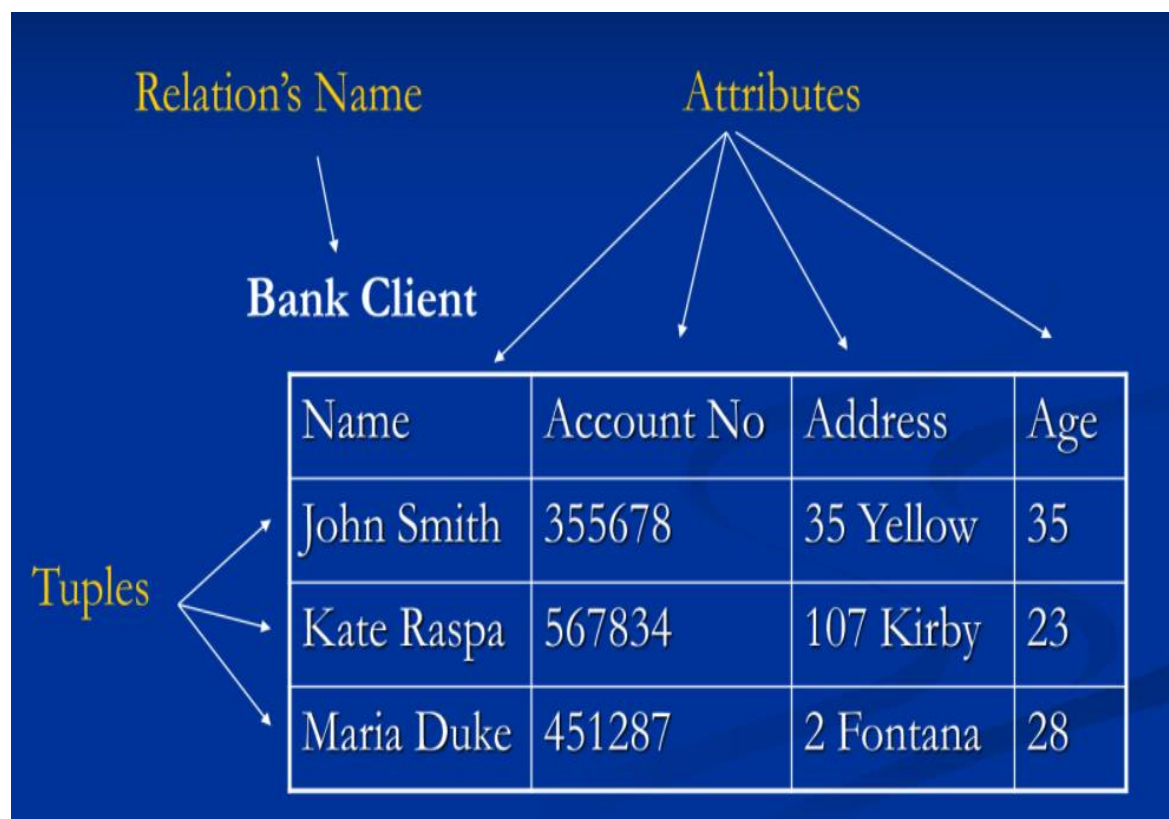 Relation's Name Attributes
Bank Client
Name Account No Address Age
John Smith 355678 35 Yellow 35
Tuples
Kate Raspa 567834 107 Kirby 23
Maria Duke 451287 2 Fontana 28